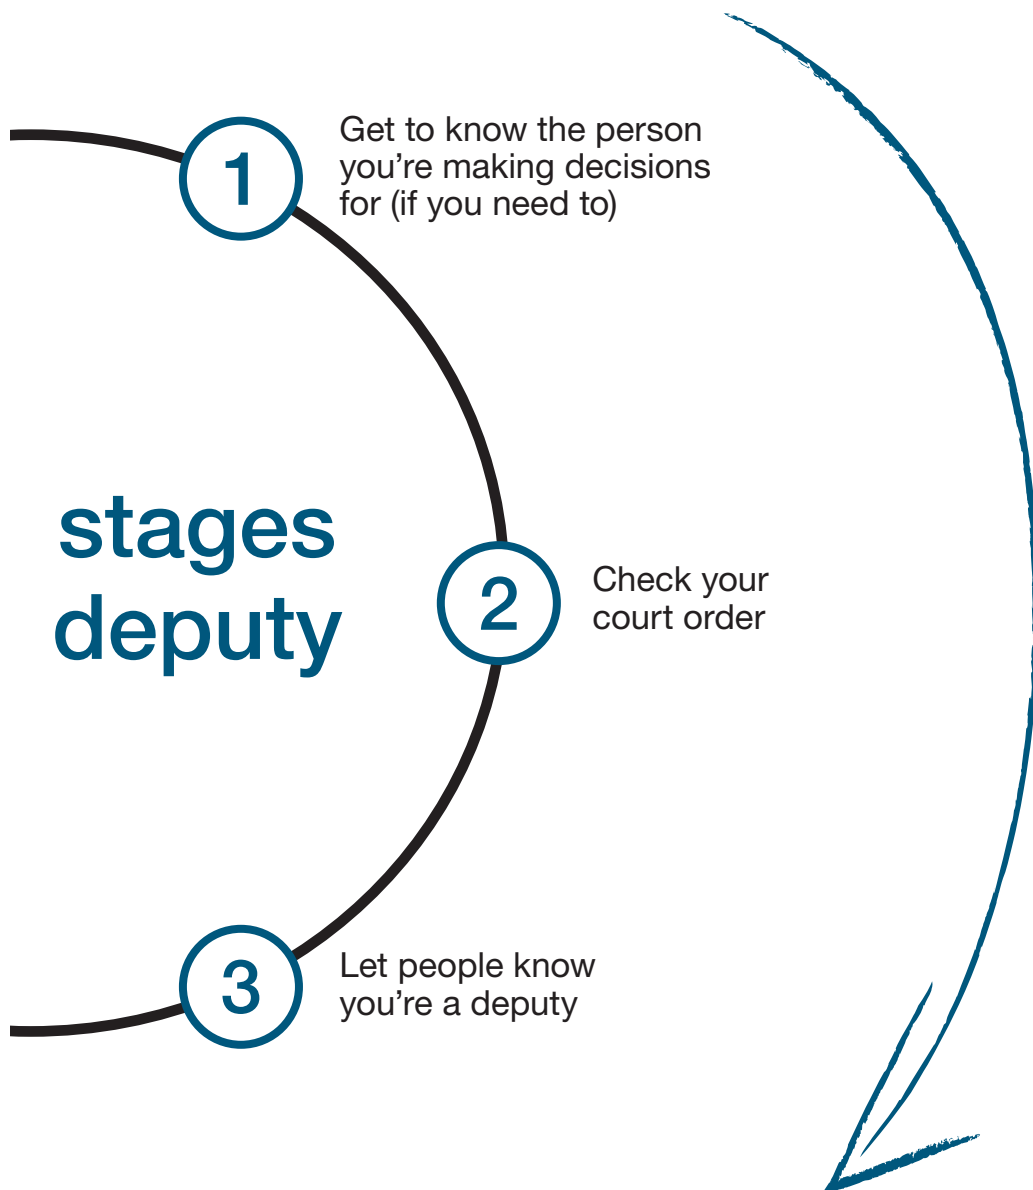 1
Get to know the person
you’re making decisions
for (if you need to)
stages
deputy
2
Check your
court order
3
Let people know
you’re a deputy